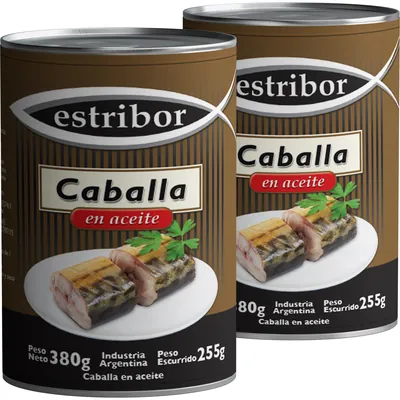 estribor
Caballa
en aceite
Peso Neto 380g Industria Argentina Peso Escurrido 255g
Caballa en aceite
estribor
Caballa
en aceite
80g Industria Argentina Peso Escurrido 255g
Caballa en aceite